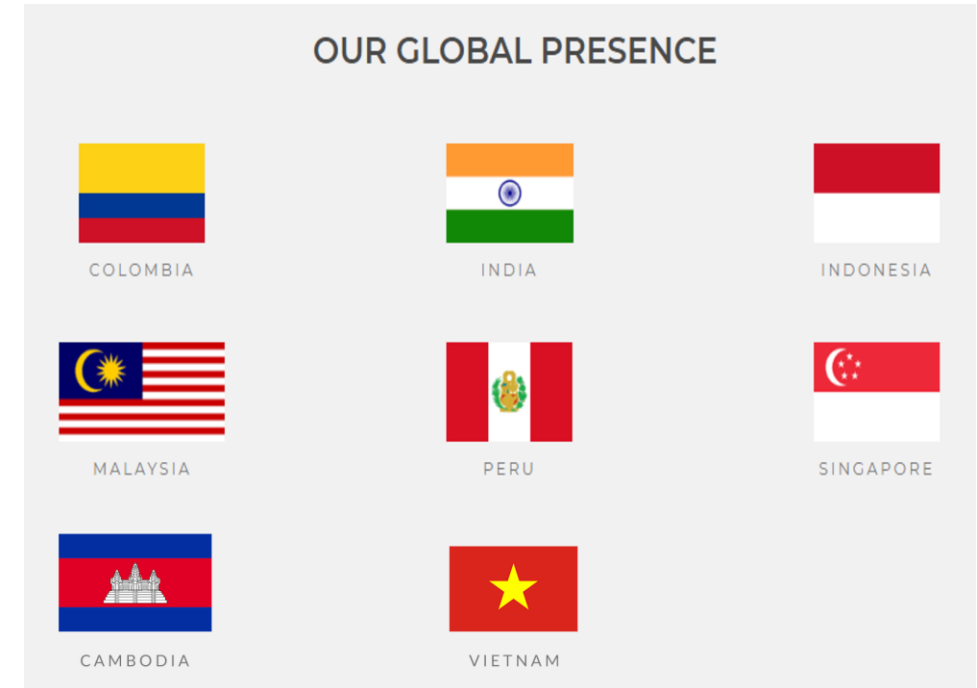 OUR GLOBAL PRESENCE
COLOMBIA
INDIA
INDONESIA
MALAYSIA
PERU
SINGAPORE
CAMBODIA
VIETNAM